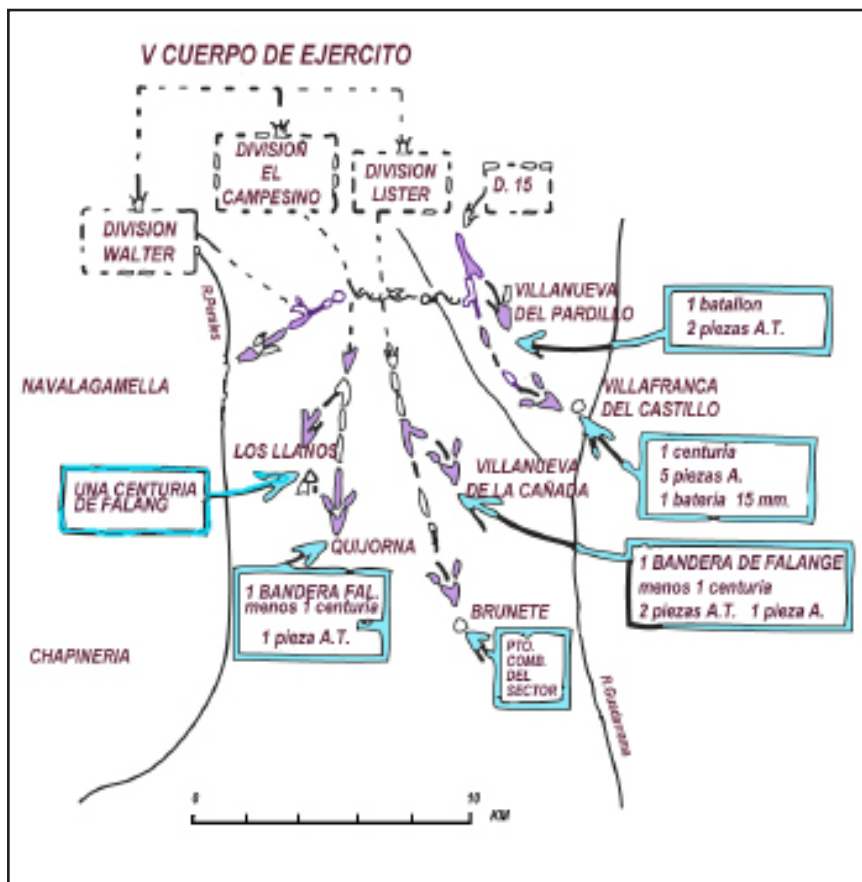 V CUERPO DE EJERCITO
DIVISION
EL
CAMPESINO
DIVISION
LISTER
D. 15
DIVISION
WALTER
R.Perales
VILLANUEVA
DEL PARDILLO
1 batallon
2 piezas A.T.
NAVALAGAMELLA
VILLAFRANCA
DEL CASTILLO
LOS LLANOS
UNA CENTURIA
DE FALANG
VILLANUEVA
DE LA CAÑADA
1 centuria
5 piezas A.
1 bateria 15 mm.
QUIJORNA
1 BANDERA FAL.
menos 1 centuria
1 pieza A.T.
1 BANDERA DE FALANGE
menos 1 centuria
2 piezas A.T. 1 pieza A.
BRUNETE
PTO.
COMB.
DEL
SECTOR
CHAPINERIA
R.Guadarrama
0 10
KM